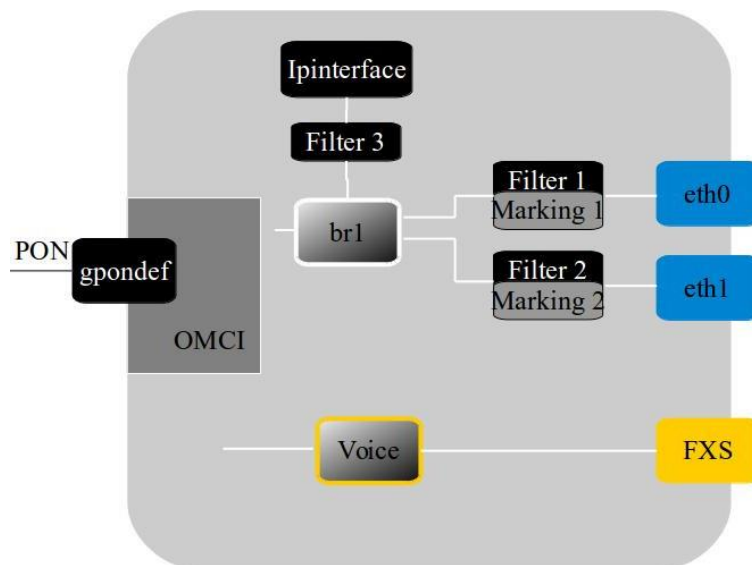 Ipinterface
Filter 3
Filter 1
Marking 1
eth0
br1
PON
gpondef
Filter 2
Marking 2
eth1
OMCI
Voice
FXS